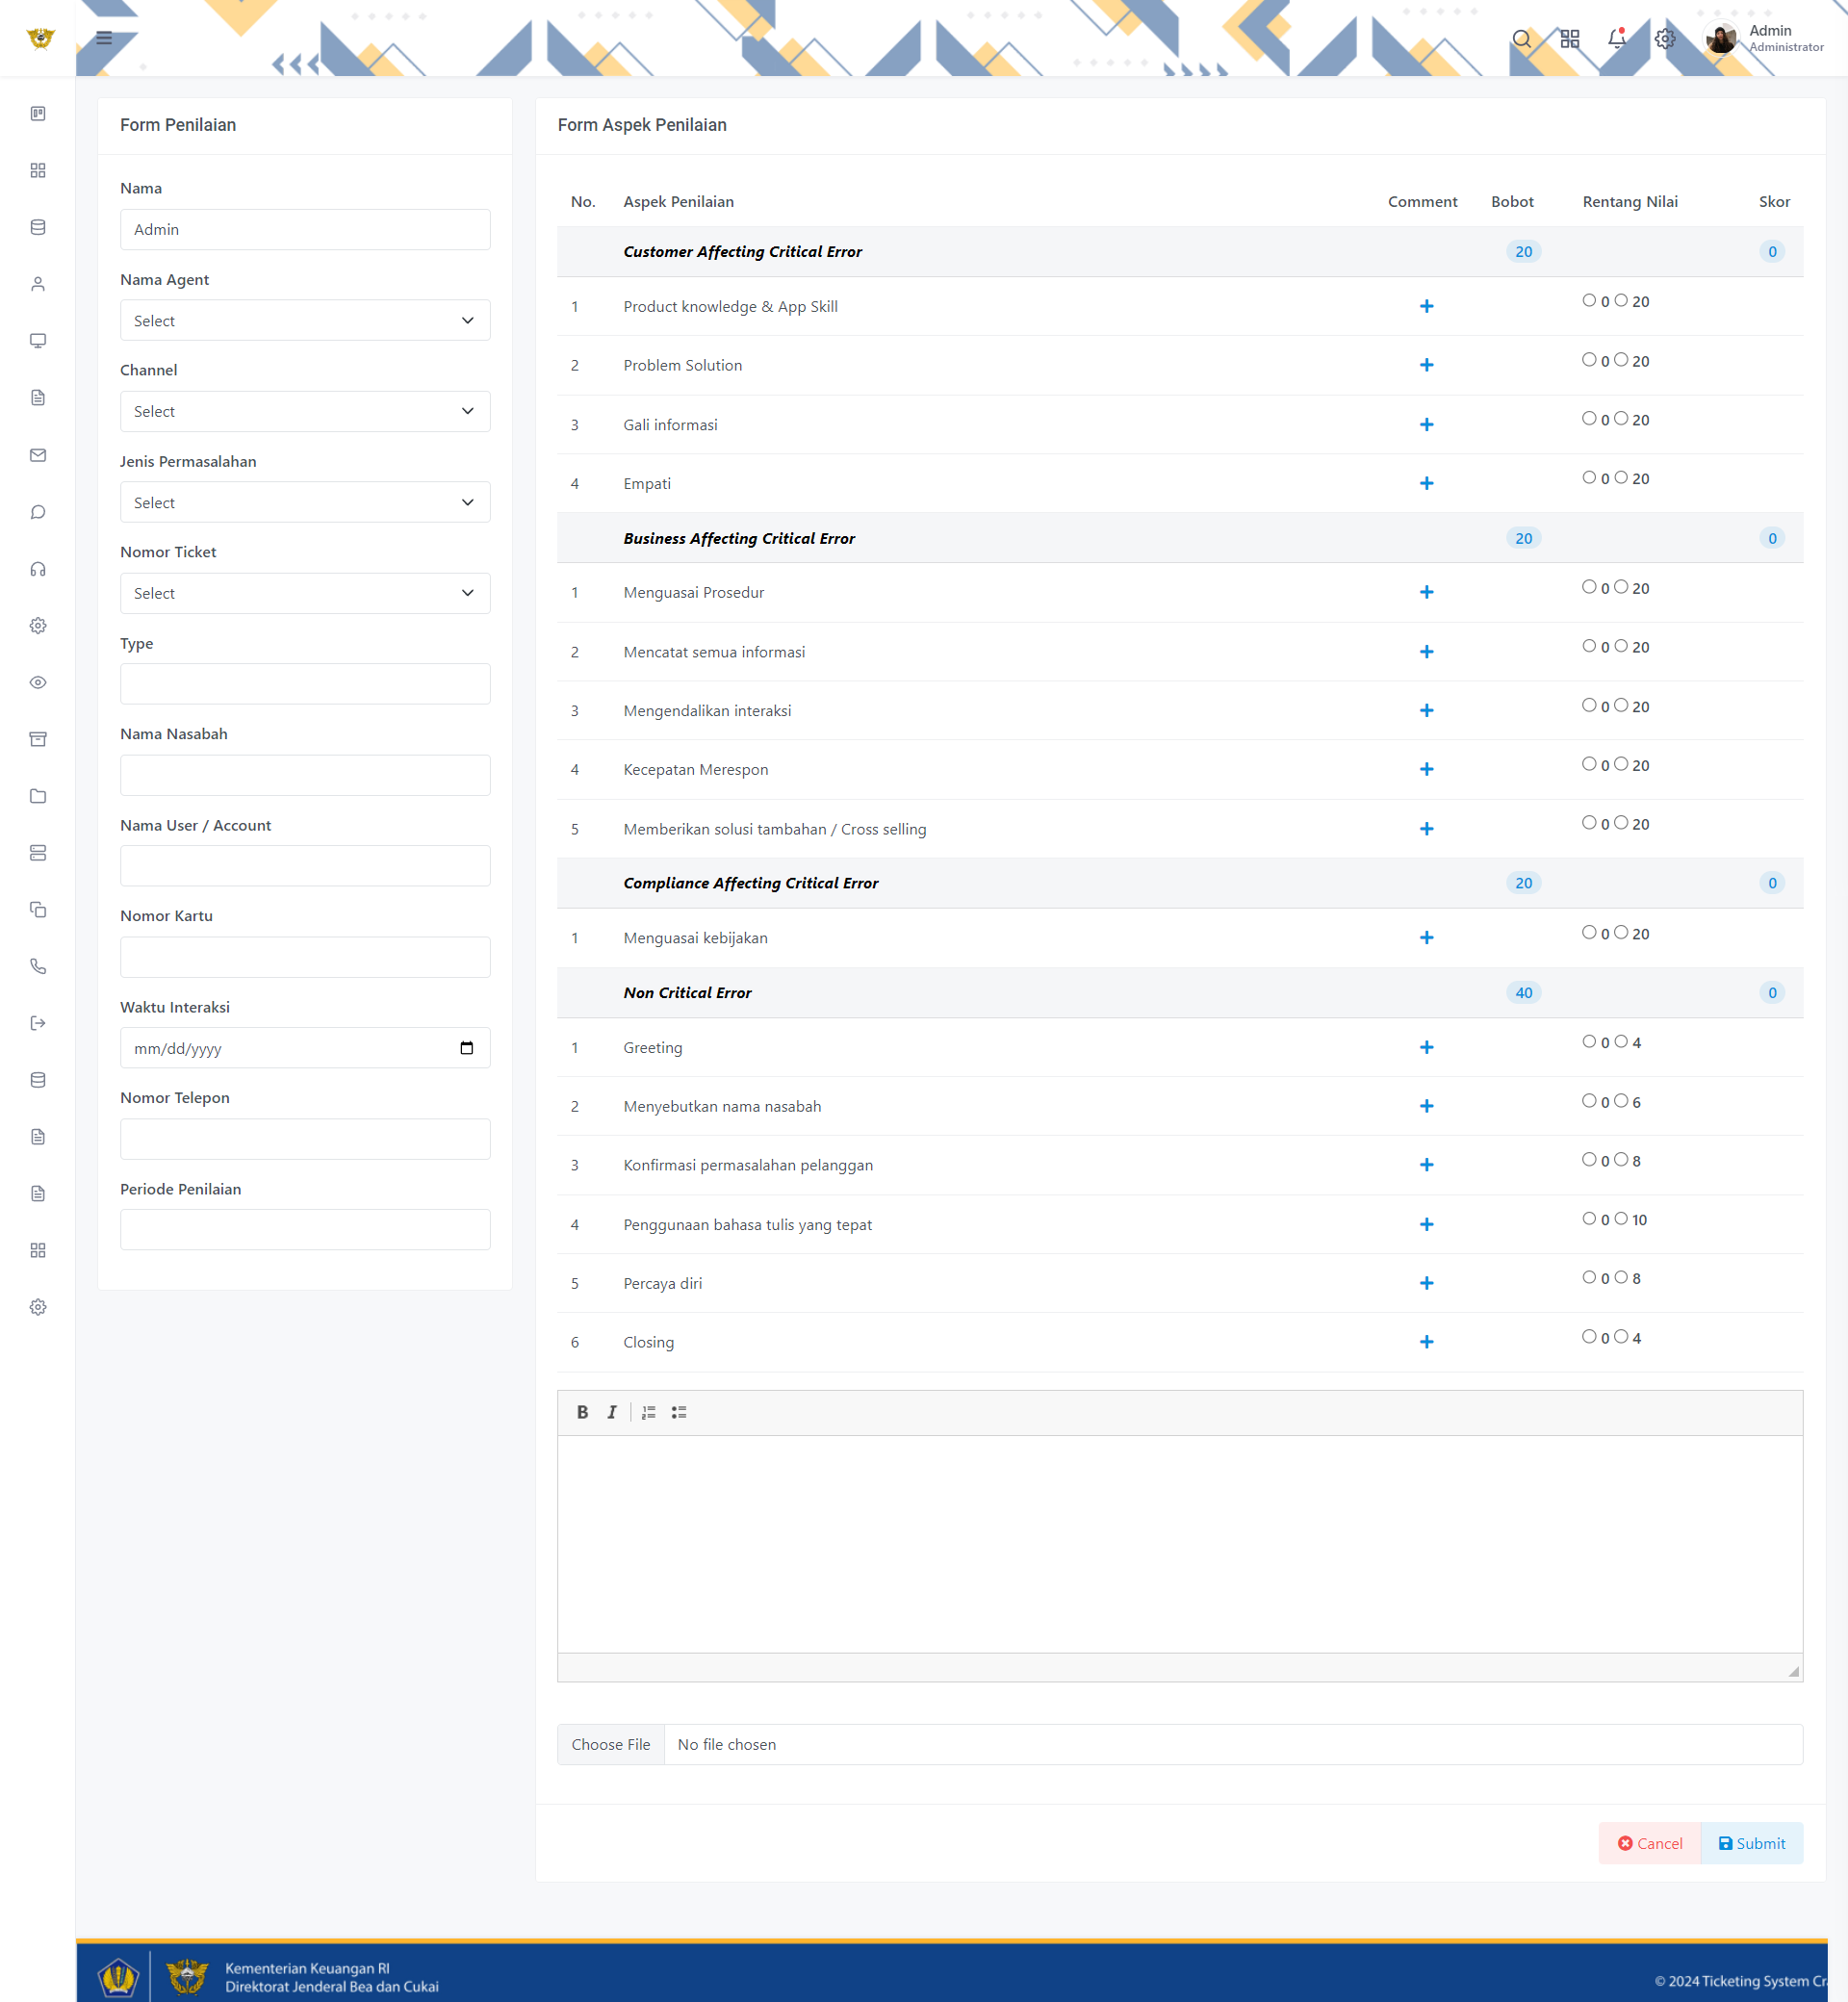 Admin
Administrator
Form Penilaian
Nama
Admin
Nama Agent
Select
Channel
Select
Jenis Permasalahan
Select
Nomor Ticket
Select
Type
Nama Nasabah
Nama User / Account
Nomor Kartu
Waktu Interaksi
mm/dd/yyyy
Nomor Telepon
Periode Penilaian
Form Aspek Penilaian
No. Aspek Penilaian Comment Bobot Rentang Nilai Skor
Customer Affecting Critical Error 20 0
1 Product knowledge & App Skill 0 20
2 Problem Solution 0 20
3 Gali informasi 0 20
4 Empati 0 20
Business Affecting Critical Error 20 0
1 Menguasai Prosedur 0 20
2 Mencatat semua informasi 0 20
3 Mengendalikan interaksi 0 20
4 Kecepatan Merespon 0 20
5 Memberikan solusi tambahan / Cross selling 0 20
Compliance Affecting Critical Error 20 0
1 Menguasai kebijakan 0 20
Non Critical Error 40 0
1 Greeting 0 4
2 Menyebutkan nama nasabah 0 6
3 Konfirmasi permasalahan pelanggan 0 8
4 Penggunaan bahasa tulis yang tepat 0 10
5 Percaya diri 0 8
6 Closing 0 4
B I
Choose File No file chosen
Cancel Submit
Kementerian Keuangan RI
Direktorat Jenderal Bea dan Cukai
© 2024 Ticketing System